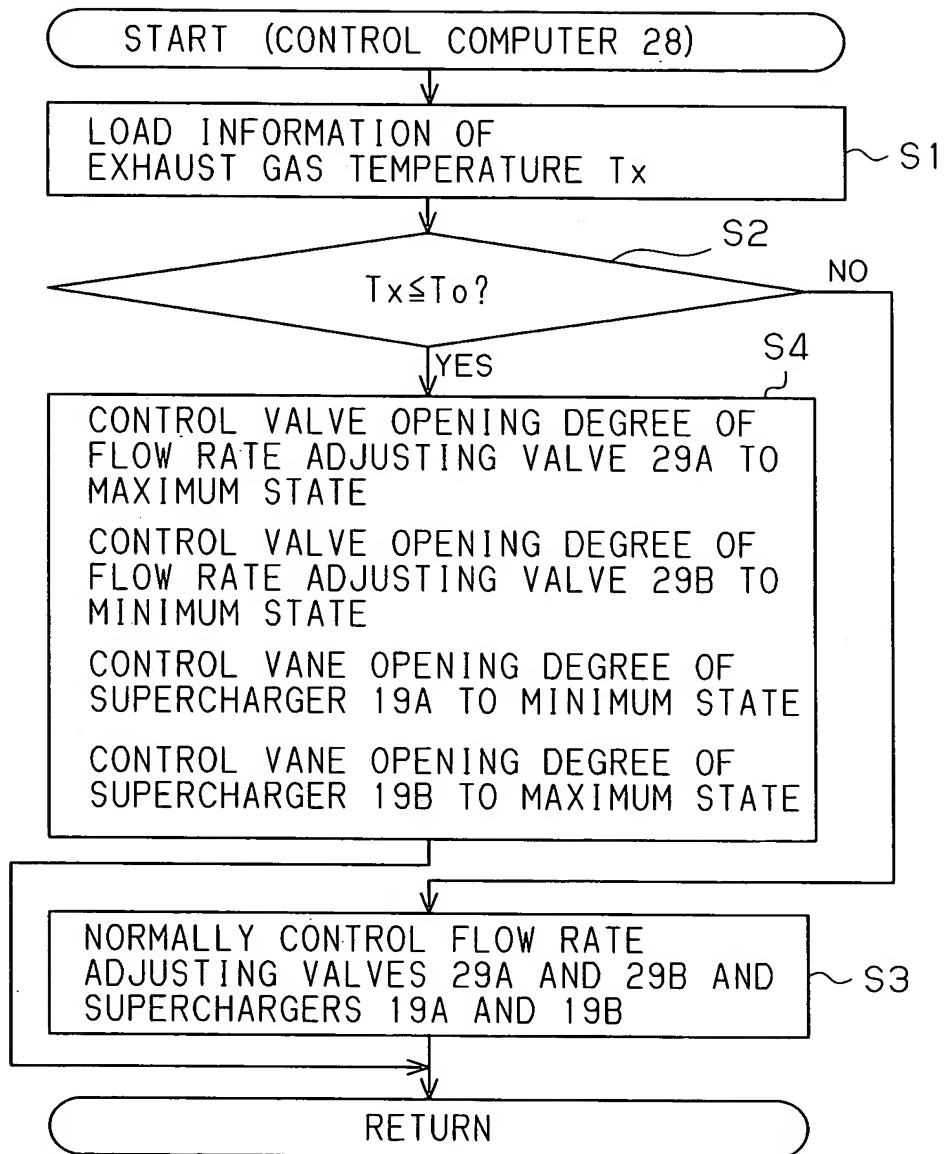 START (CONTROL COMPUTER 28)
LOAD INFORMATION OF
EXHAUST GAS TEMPERATURE Tx
S1
S2
Tx≦To?
NO
YES
S4
CONTROL VALVE OPENING DEGREE OF
FLOW RATE ADJUSTING VALVE 29A TO
MAXIMUM STATE
CONTROL VALVE OPENING DEGREE OF
FLOW RATE ADJUSTING VALVE 29B TO
MINIMUM STATE
CONTROL VANE OPENING DEGREE OF
SUPERCHARGER 19A TO MINIMUM STATE
CONTROL VANE OPENING DEGREE OF
SUPERCHARGER 19B TO MAXIMUM STATE
NORMALLY CONTROL FLOW RATE
ADJUSTING VALVES 29A AND 29B AND
SUPERCHARGERS 19A AND 19B
S3
RETURN